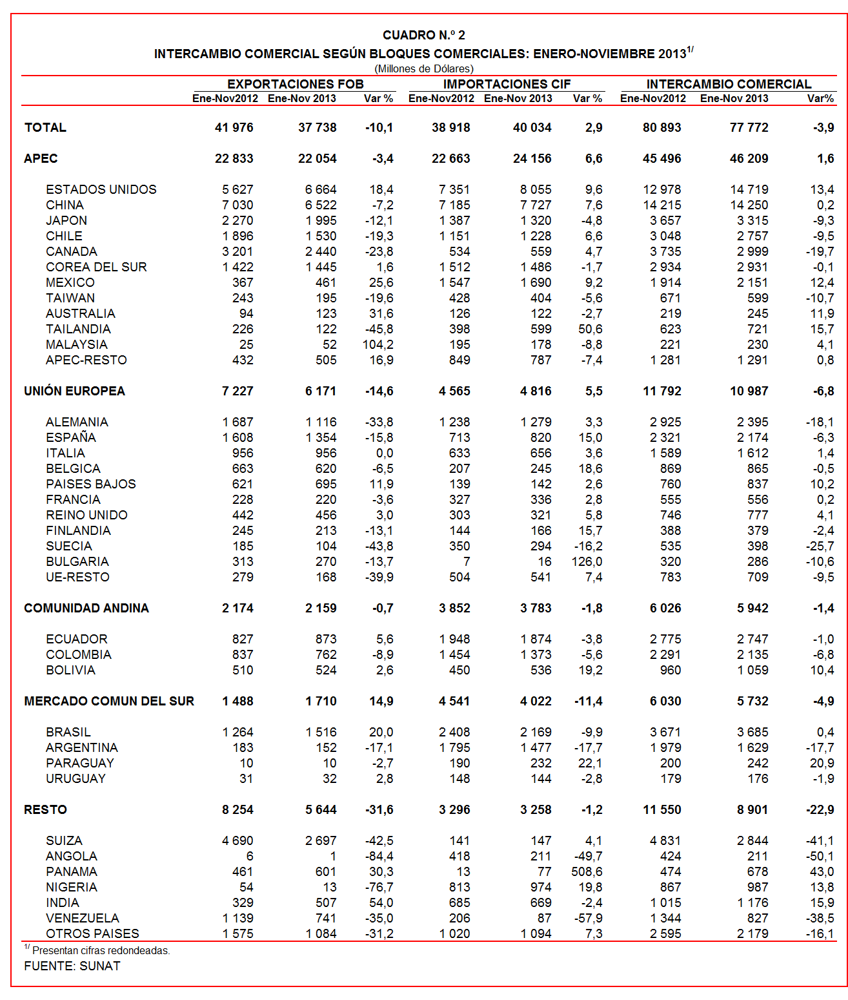 CUADRO N.º 2
INTERCAMBIO COMERCIAL SEGÚN BLOQUES COMERCIALES: ENERO-NOVIEMBRE 2013 1/
(Millones de Dólares)
EXPORTACIONES FOB IMPORTACIONES CIF INTERCAMBIO COMERCIAL
Ene-Nov2012 Ene-Nov 2013 Var % Ene-Nov2012 Ene-Nov 2013 Var % Ene-Nov2012 Ene-Nov 2013 Var%
TOTAL 41 976 37 738 -10,1 38 918 40 034 2,9 80 893 77 772 -3,9
APEC 22 833 22 054 -3,4 22 663 24 156 6,6 45 496 46 209 1,6
ESTADOS UNIDOS 5 627 6 664 18,4 7 351 8 055 9,6 12 978 14 719 13,4
CHINA 7 030 6 522 -7,2 7 185 7 727 7,6 14 215 14 250 0,2
JAPON 2 270 1 995 -12,1 1 387 1 320 -4,8 3 657 3 315 -9,3
CHILE 1 896 1 530 -19,3 1 151 1 228 6,6 3 048 2 757 -9,5
CANADA 3 201 2 440 -23,8 534 559 4,7 3 735 2 999 -19,7
COREA DEL SUR 1 422 1 445 1,6 1 512 1 486 -1,7 2 934 2 931 -0,1
MEXICO 367 461 25,6 1 547 1 690 9,2 1 914 2 151 12,4
TAIWAN 243 195 -19,6 428 404 -5,6 671 599 -10,7
AUSTRALIA 94 123 31,6 126 122 -2,7 219 245 11,9
TAILANDIA 226 122 -45,8 398 599 50,6 623 721 15,7
MALAYSIA 25 52 104,2 195 178 -8,8 221 230 4,1
APEC-RESTO 432 505 16,9 849 787 -7,4 1 281 1 291 0,8
UNIÓN EUROPEA 7 227 6 171 -14,6 4 565 4 816 5,5 11 792 10 987 -6,8
ALEMANIA 1 687 1 116 -33,8 1 238 1 279 3,3 2 925 2 395 -18,1
ESPAÑA 1 608 1 354 -15,8 713 820 15,0 2 321 2 174 -6,3
ITALIA 956 956 0,0 633 656 3,6 1 589 1 612 1,4
BELGICA 663 620 -6,5 207 245 18,6 869 865 -0,5
PAISES BAJOS 621 695 11,9 139 142 2,6 760 837 10,2
FRANCIA 228 220 -3,6 327 336 2,8 555 556 0,2
REINO UNIDO 442 456 3,0 303 321 5,8 746 777 4,1
FINLANDIA 245 213 -13,1 144 166 15,7 388 379 -2,4
SUECIA 185 104 -43,8 350 294 -16,2 535 398 -25,7
BULGARIA 313 270 -13,7 7 16 126,0 320 286 -10,6
UE-RESTO 279 168 -39,9 504 541 7,4 783 709 -9,5
COMUNIDAD ANDINA 2 174 2 159 -0,7 3 852 3 783 -1,8 6 026 5 942 -1,4
ECUADOR 827 873 5,6 1 948 1 874 -3,8 2 775 2 747 -1,0
COLOMBIA 837 762 -8,9 1 454 1 373 -5,6 2 291 2 135 -6,8
BOLIVIA 510 524 2,6 450 536 19,2 960 1 059 10,4
MERCADO COMUN DEL SUR 1 488 1 710 14,9 4 541 4 022 -11,4 6 030 5 732 -4,9
BRASIL 1 264 1 516 20,0 2 408 2 169 -9,9 3 671 3 685 0,4
ARGENTINA 183 152 -17,1 1 795 1 477 -17,7 1 979 1 629 -17,7
PARAGUAY 10 10 -2,7 190 232 22,1 200 242 20,9
URUGUAY 31 32 2,8 148 144 -2,8 179 176 -1,9
RESTO 8 254 5 644 -31,6 3 296 3 258 -1,2 11 550 8 901 -22,9
SUIZA 4 690 2 697 -42,5 141 147 4,1 4 831 2 844 -41,1
ANGOLA 6 1 -84,4 418 211 -49,7 424 211 -50,1
PANAMA 461 601 30,3 13 77 508,6 474 678 43,0
NIGERIA 54 13 -76,7 813 974 19,8 867 987 13,8
INDIA 329 507 54,0 685 669 -2,4 1 015 1 176 15,9
VENEZUELA 1 139 741 -35,0 206 87 -57,9 1 344 827 -38,5
OTROS PAISES 1 575 1 084 -31,2 1 020 1 094 7,3 2 595 2 179 -16,1
1/ Presentan cifras redondeadas.
FUENTE: SUNAT